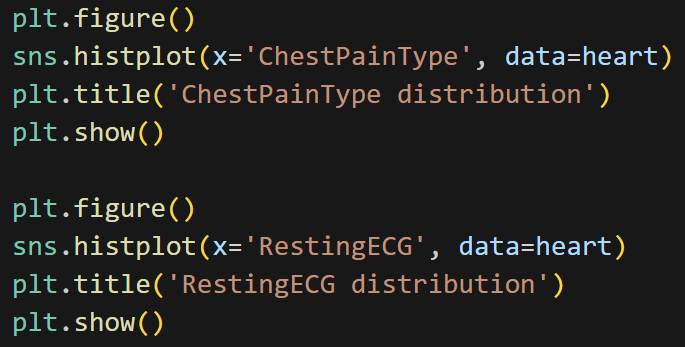 plt.figure()
sns.histplot(x='ChestPainType', data=heart)
plt.title('ChestPainType distribution')
plt.show()

plt.figure()
sns.histplot(x='RestingECG', data=heart)
plt.title('RestingECG distribution')
plt.show()